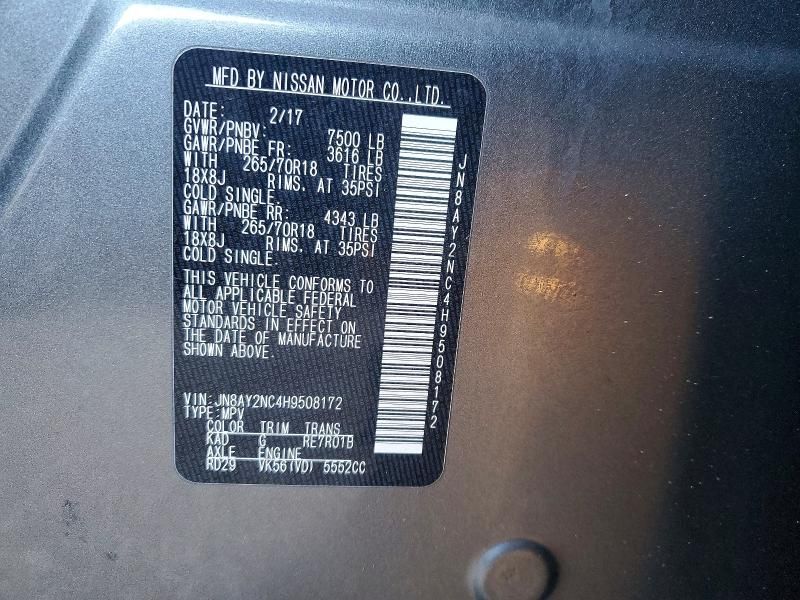 MFD BY NISSAN MOTOR CO.,LTD.
DATE: 2/17
GVWR/PNBV: 7500 LB
GAWR/PNBE FR: 3616 LB
WITH 265/70R18 TIRES
18X8J RIMS. AT 35PSI
COLD SINGLE.
GAWR/PNBE RR: 4343 LB
WITH 265/70R18 TIRES
18X8J RIMS. AT 35PSI
COLD SINGLE.
THIS VEHICLE CONFORMS TO
ALL APPLICABLE FEDERAL
MOTOR VEHICLE SAFETY
STANDARDS IN EFFECT ON
THE DATE OF MANUFACTURE
SHOWN ABOVE.
VIN: JN8AY2NC4H9508172
TYPE: MPV
COLOR TRIM TRANS
KAD G RE7R01B
AXLE ENGINE
RD29 VK56(VD) 5552CC
JN8AY2NC4H9508172